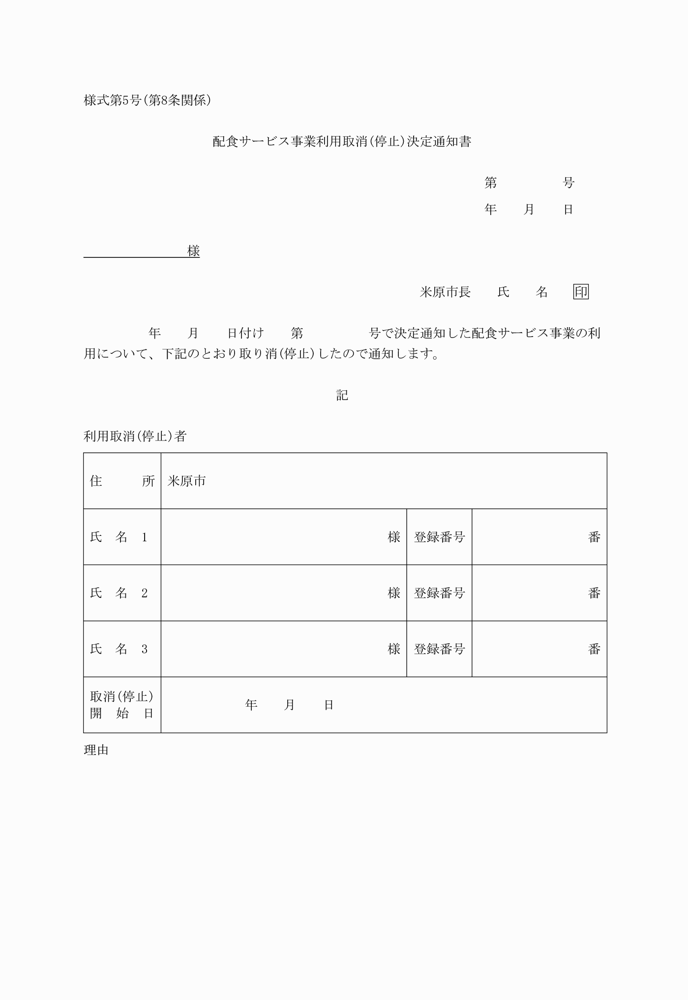 様式第5号(第8条関係)
配食サービス事業利用取消(停止)決定通知書
第　　　　　号
年　　月　　日
様
米原市長　　氏　　名　　印
年　　月　　日付け　　第　　　　　号で決定通知した配食サービス事業の利
用について、下記のとおり取り消(停止)したので通知します。
記
利用取消(停止)者
住　　　所　米原市
氏　名　1　様　登録番号　番
氏　名　2　様　登録番号　番
氏　名　3　様　登録番号　番
取消(停止)
開　始　日　年　　月　　日
理由